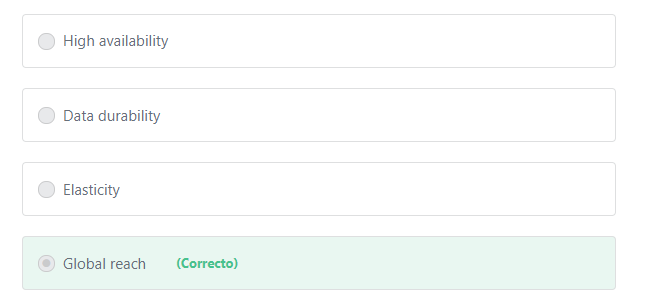 High availability
Data durability
Elasticity
Global reach (Correcto)